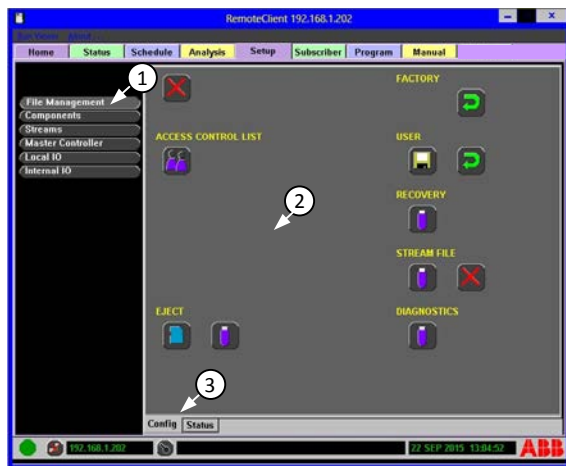 RemoteClient 192.168.1.202
About...
Home Status Schedule Analysis Setup Subscriber Program Manual
1
File Management
Components
Streams
Master Controller
Local IO
Internal IO
FACTORY
ACCESS CONTROL LIST
USER
2
RECOVERY
STREAM FILE
EJECT
DIAGNOSTICS
3
Config Status
192.168.1.202
22 SEP 2015 13:04:52
ABB